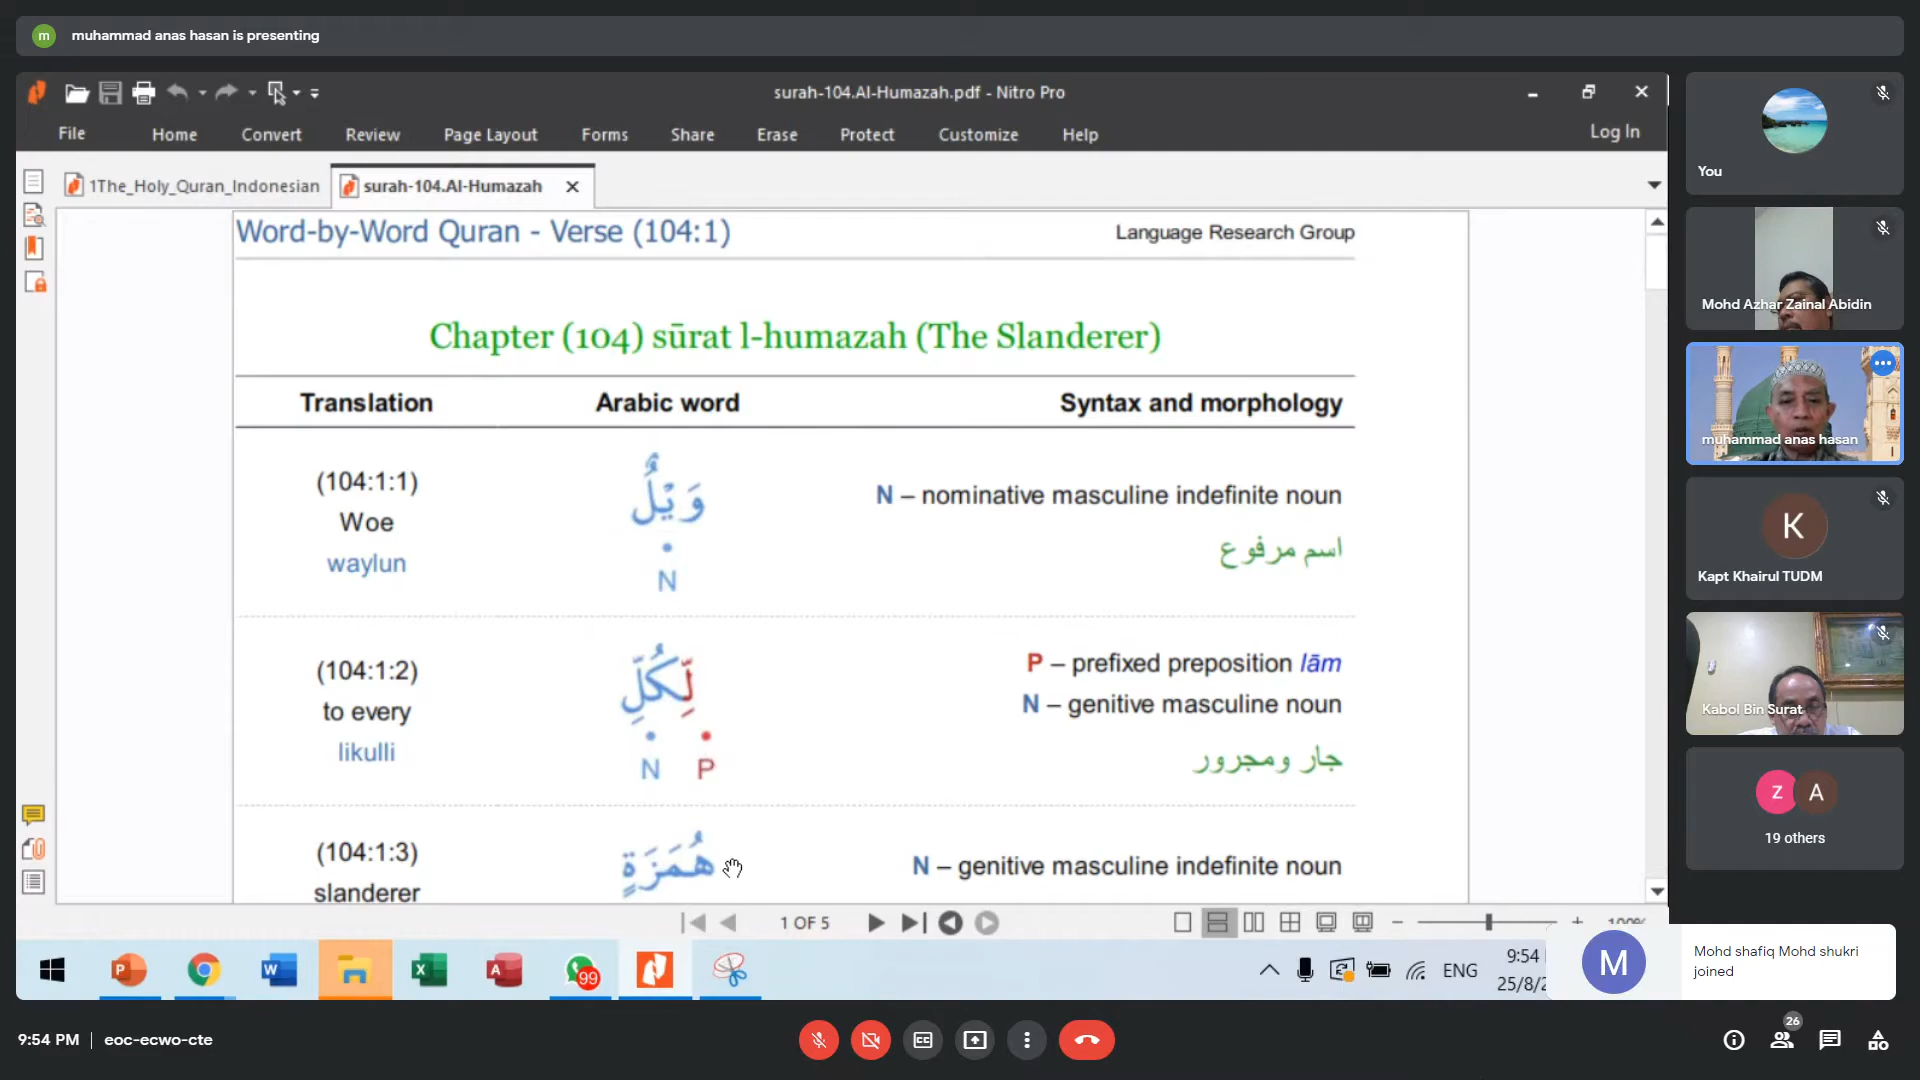 m muhammad anas hasan is presenting
surah-104.Al-Humazah.pdf - Nitro Pro
File Home Convert Review Page Layout Forms Share Erase Protect Customize Help Log In
1The_Holy_Quran_Indonesian surah-104.Al-Humazah
Word-by-Word Quran - Verse (104:1) Language Research Group
Chapter (104) sūrat l-humazah (The Slanderer)
Translation Arabic word Syntax and morphology
(104:1:1)
Woe
waylun
وَيْلٌ
N
N – nominative masculine indefinite noun
اسم مرفوع
(104:1:2)
to every
likulli
لِّكُلِّ
N P
P – prefixed preposition lām
N – genitive masculine noun
جار ومجرور
(104:1:3)
slanderer
هُمَزَةٍ
N – genitive masculine indefinite noun
1 OF 5
100%
P W X A 99
ENG
9:54
25/8/2
You
Mohd Azhar Zainal Abidin
muhammad anas hasan
K
Kapt Khairul TUDM
Kabol Bin Surat
Z A
19 others
M
Mohd shafiq Mohd shukri
joined
9:54 PM eoc-ecwo-cte
26